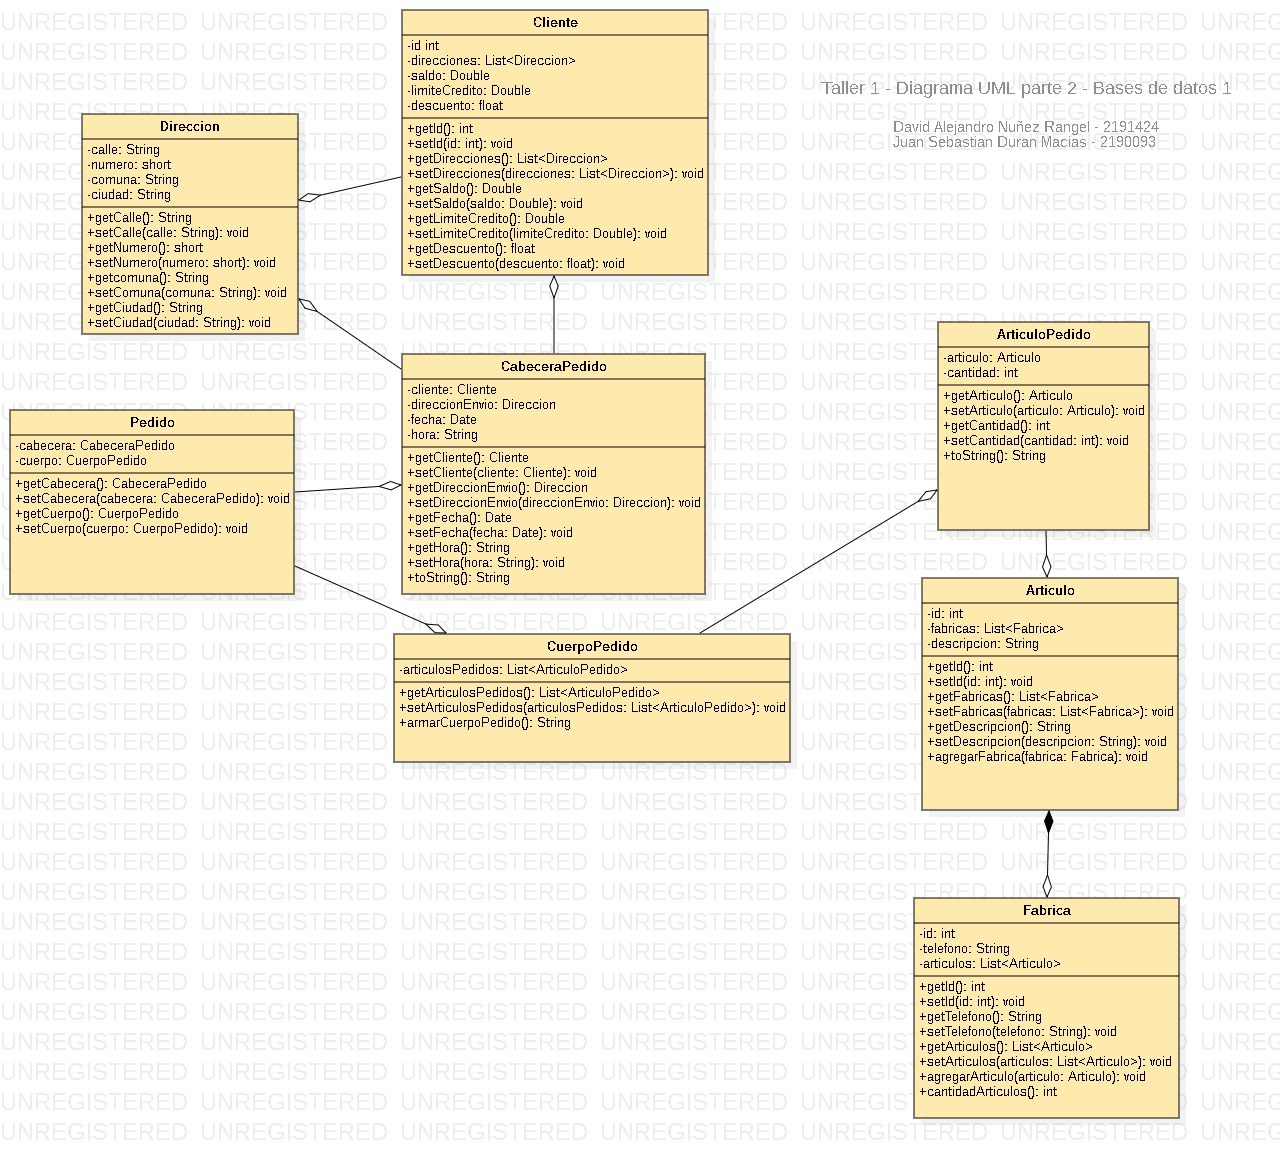 Taller 1 - Diagrama UML parte 2 - Bases de datos 1
David Alejandro Nuñez Rangel - 2191424
Juan Sebastian Duran Macias - 2190093
Cliente
-id int
-direcciones: List<Direccion>
-saldo: Double
-limiteCredito: Double
-descuento: float
+getId(): int
+setId(id: int): void
+getDirecciones(): List<Direccion>
+setDirecciones(direcciones: List<Direccion>): void
+getSaldo(): Double
+setSaldo(saldo: Double): void
+getLimiteCredito(): Double
+setLimiteCredito(limiteCredito: Double): void
+getDescuento(): float
+setDescuento(descuento: float): void
Direccion
-calle: String
-numero: short
-comuna: String
-ciudad: String
+getCalle(): String
+setCalle(calle: String): void
+getNumero(): short
+setNumero(numero: short): void
+getcomuna(): String
+setComuna(comuna: String): void
+getCiudad(): String
+setCiudad(ciudad: String): void
CabeceraPedido
-cliente: Cliente
-direccionEnvio: Direccion
-fecha: Date
-hora: String
+getCliente(): Cliente
+setCliente(cliente: Cliente): void
+getDireccionEnvio(): Direccion
+setDireccionEnvio(direccionEnvio: Direccion): void
+getFecha(): Date
+setFecha(fecha: Date): void
+getHora(): String
+setHora(hora: String): void
+toString(): String
Pedido
-cabecera: CabeceraPedido
-cuerpo: CuerpoPedido
+getCabecera(): CabeceraPedido
+setCabecera(cabecera: CabeceraPedido): void
+getCuerpo(): CuerpoPedido
+setCuerpo(cuerpo: CuerpoPedido): void
CuerpoPedido
-articulosPedidos: List<ArticuloPedido>
+getArticulosPedidos(): List<ArticuloPedido>
+setArticulosPedidos(articulosPedidos: List<ArticuloPedido>): void
+armarCuerpoPedido(): String
ArticuloPedido
-articulo: Articulo
-cantidad: int
+getArticulo(): Articulo
+setArticulo(articulo: Articulo): void
+getCantidad(): int
+setCantidad(cantidad: int): void
+toString(): String
Articulo
-id: int
-fabricas: List<Fabrica>
-descripcion: String
+getId(): int
+setId(id: int): void
+getFabricas(): List<Fabrica>
+setFabricas(fabricas: List<Fabrica>): void
+getDescripcion(): String
+setDescripcion(descripcion: String): void
+agregarFabrica(fabrica: Fabrica): void
Fabrica
-id: int
-telefono: String
-articulos: List<Articulo>
+getId(): int
+setId(id: int): void
+getTelefono(): String
+setTelefono(telefono: String): void
+getArticulos(): List<Articulo>
+setArticulos(articulos: List<Articulo>): void
+agregarArticulo(articulo: Articulo): void
+cantidadArticulos(): int
UNREGISTERED